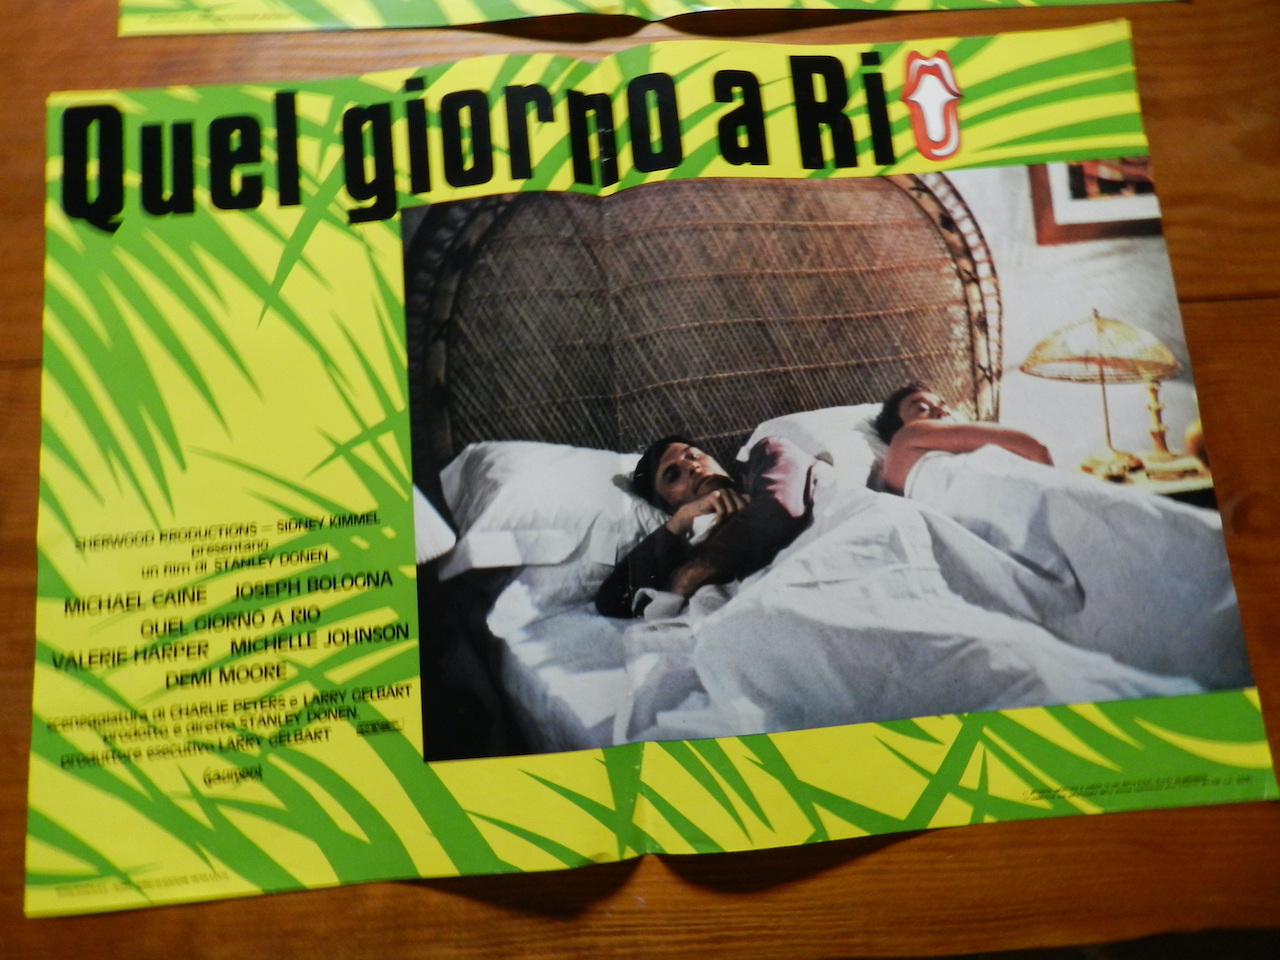 Quel giorno a Rio
SHERWOOD PRODUCTIONS – SIDNEY KIMMEL
presentano
un film di STANLEY DONEN
MICHAEL CAINE JOSEPH BOLOGNA
QUEL GIORNO A RIO
VALERIE HARPER MICHELLE JOHNSON
DEMI MOORE
sceneggiatura di CHARLIE PETERS e LARRY GELBART
prodotto e diretto STANLEY DONEN
produttore esecutivo LARRY GELBART
Gaumont